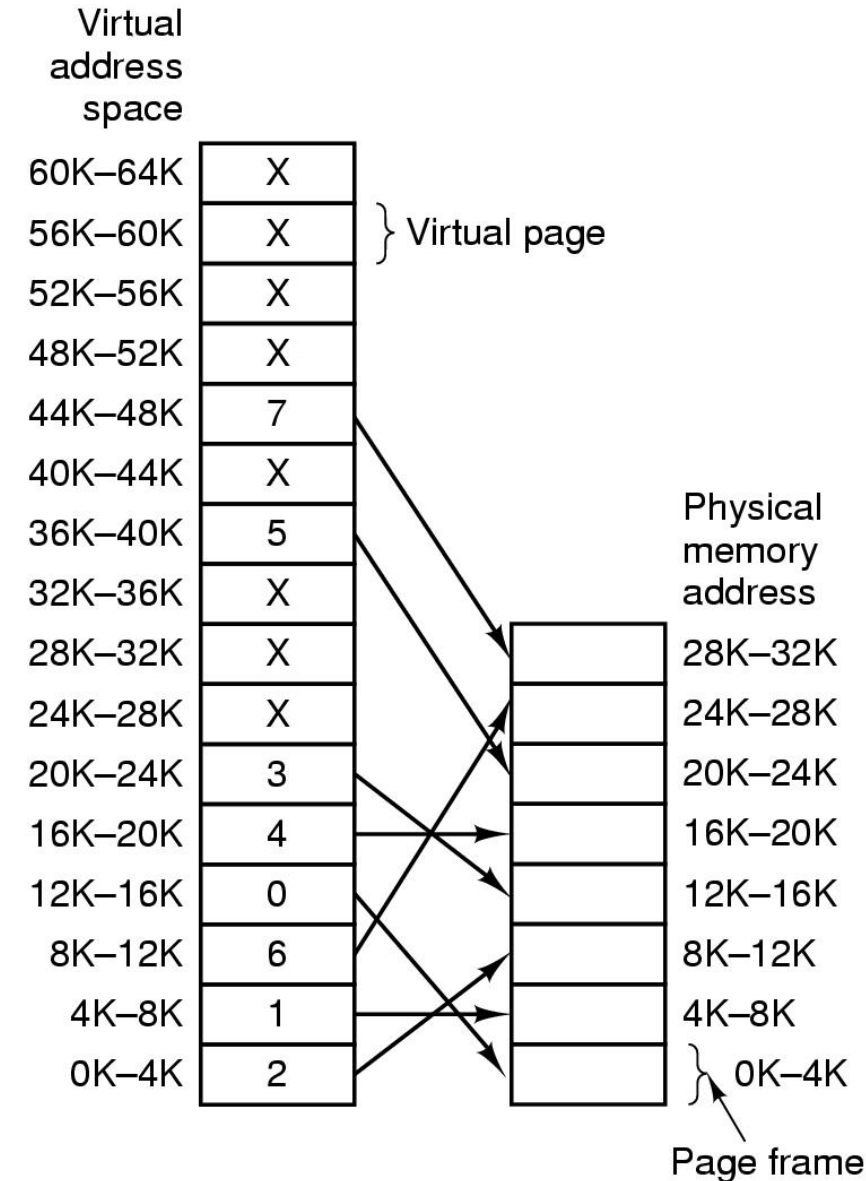 Virtual
address
space
60K–64K X
56K–60K X Virtual page
52K–56K X
48K–52K X
44K–48K 7
40K–44K X
36K–40K 5
32K–36K X
28K–32K X
24K–28K X
20K–24K 3
16K–20K 4
12K–16K 0
8K–12K 6
4K–8K 1
0K–4K 2
Physical
memory
address
28K–32K
24K–28K
20K–24K
16K–20K
12K–16K
8K–12K
4K–8K
0K–4K
Page frame